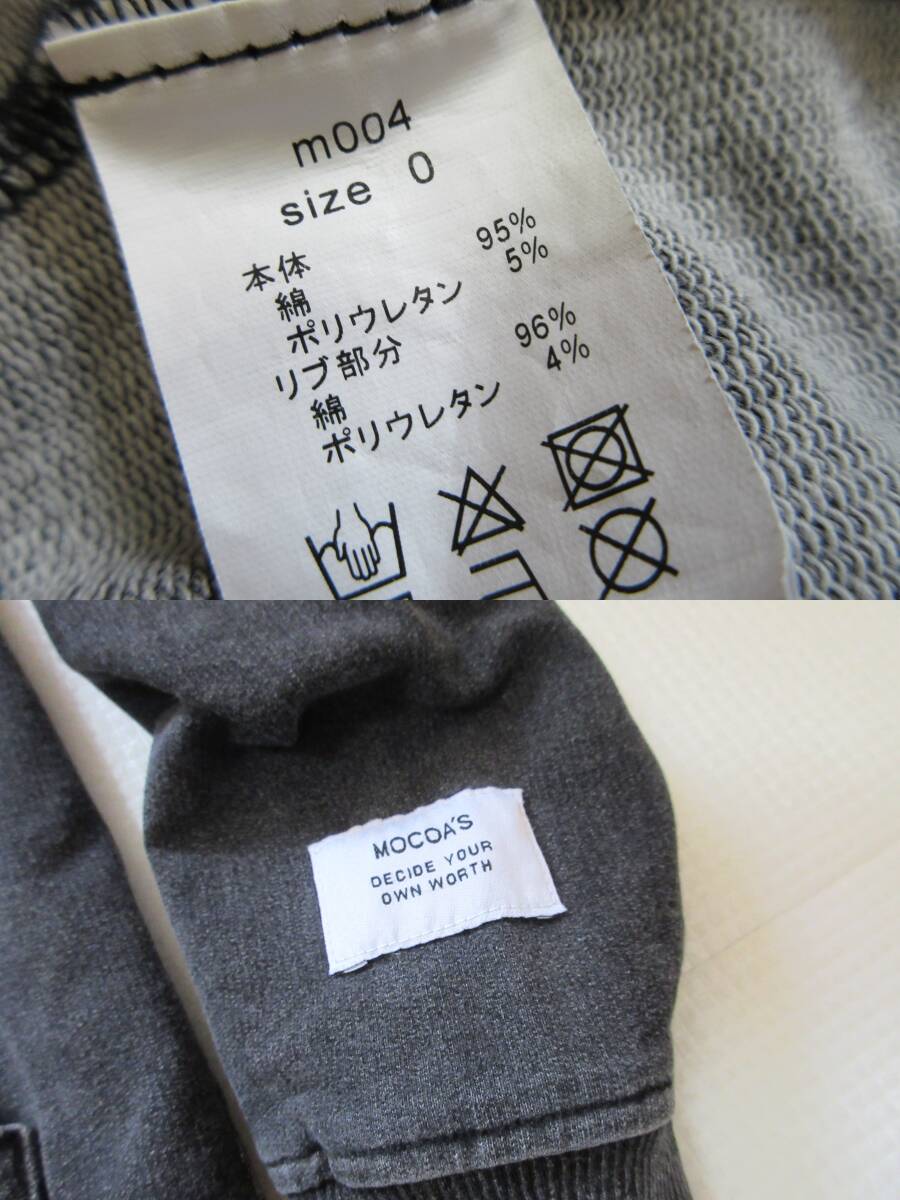 m004
size 0
本体
綿 95%
ポリウレタン 5%
リブ部分
綿 96%
ポリウレタン 4%
MOCOA'S
DECIDE YOUR
OWN WORTH